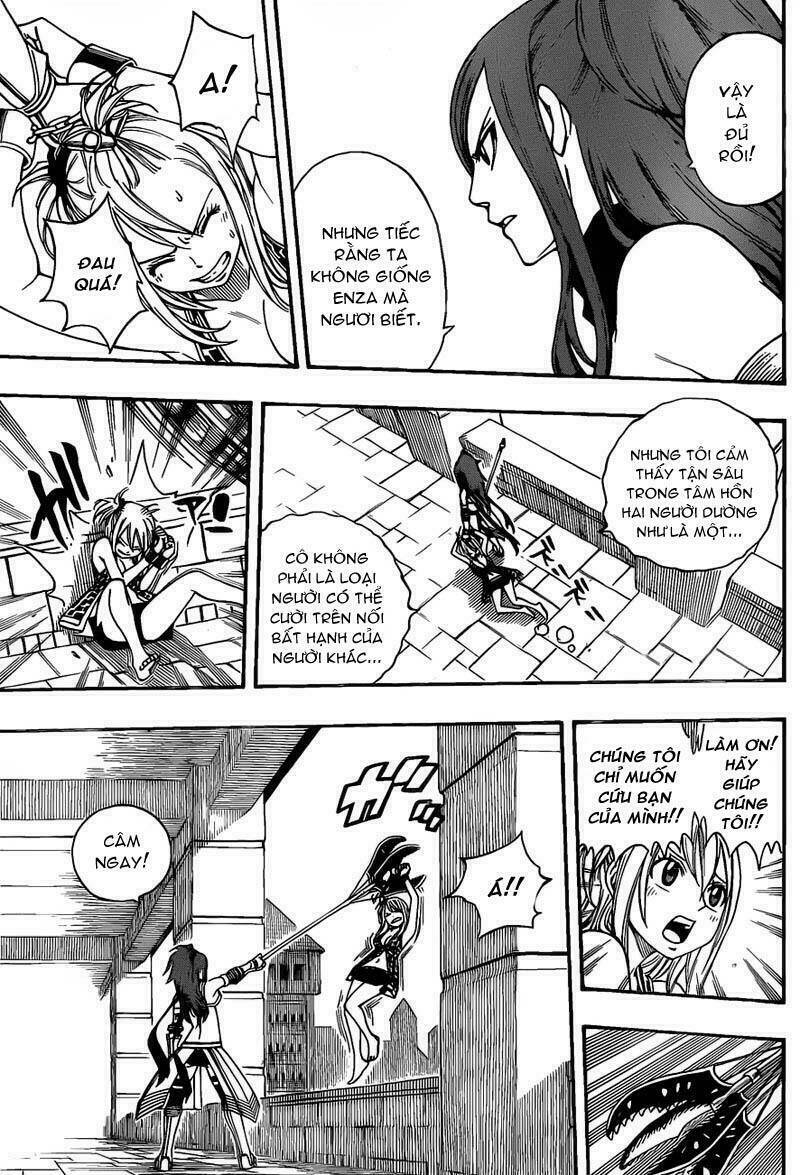 VẬY
LÀ
ĐỦ
RỒI!
NHƯNG TIẾC
RẰNG TA
KHÔNG GIỐNG
ENZA MÀ
NGƯƠI BIẾT.
A!
ĐAU
QUÁ!
NHƯNG TÔI CẢM
THẤY TẬN SÂU
TRONG TÂM HỒN
HAI NGƯỜI DƯỜNG
NHƯ LÀ MỘT...
CÔ KHÔNG
PHẢI LÀ LOẠI
NGƯỜI CÓ THỂ
CƯỜI TRÊN NỐI
BẤT HẠNH CỦA
NGƯỜI KHÁC...
LÀM ƠN!
HÃY
GIÚP
CHÚNG
TÔI!
CHÚNG TÔI
CHỈ MUỐN
CỨU BẠN
CỦA MÌNH!!
Á!!
ガガ
CÂM
NGAY!